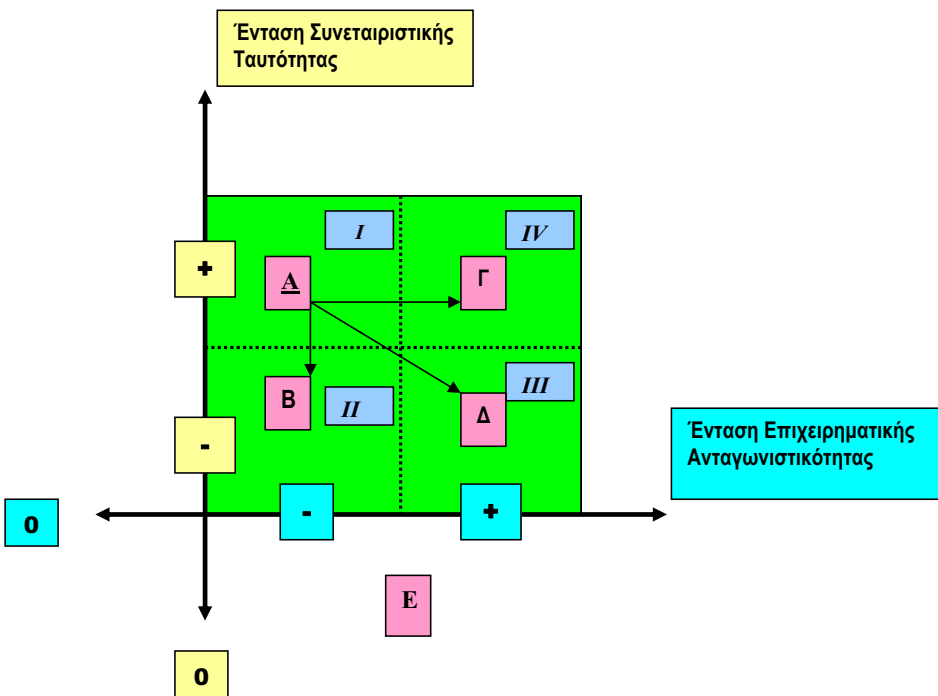 Ένταση Συνεταιριστικής
Ταυτότητας
I
IV
+
Α
Γ
Β
II
III
Δ
-
Ένταση Επιχειρηματικής
Ανταγωνιστικότητας
-
+
0
Ε
0